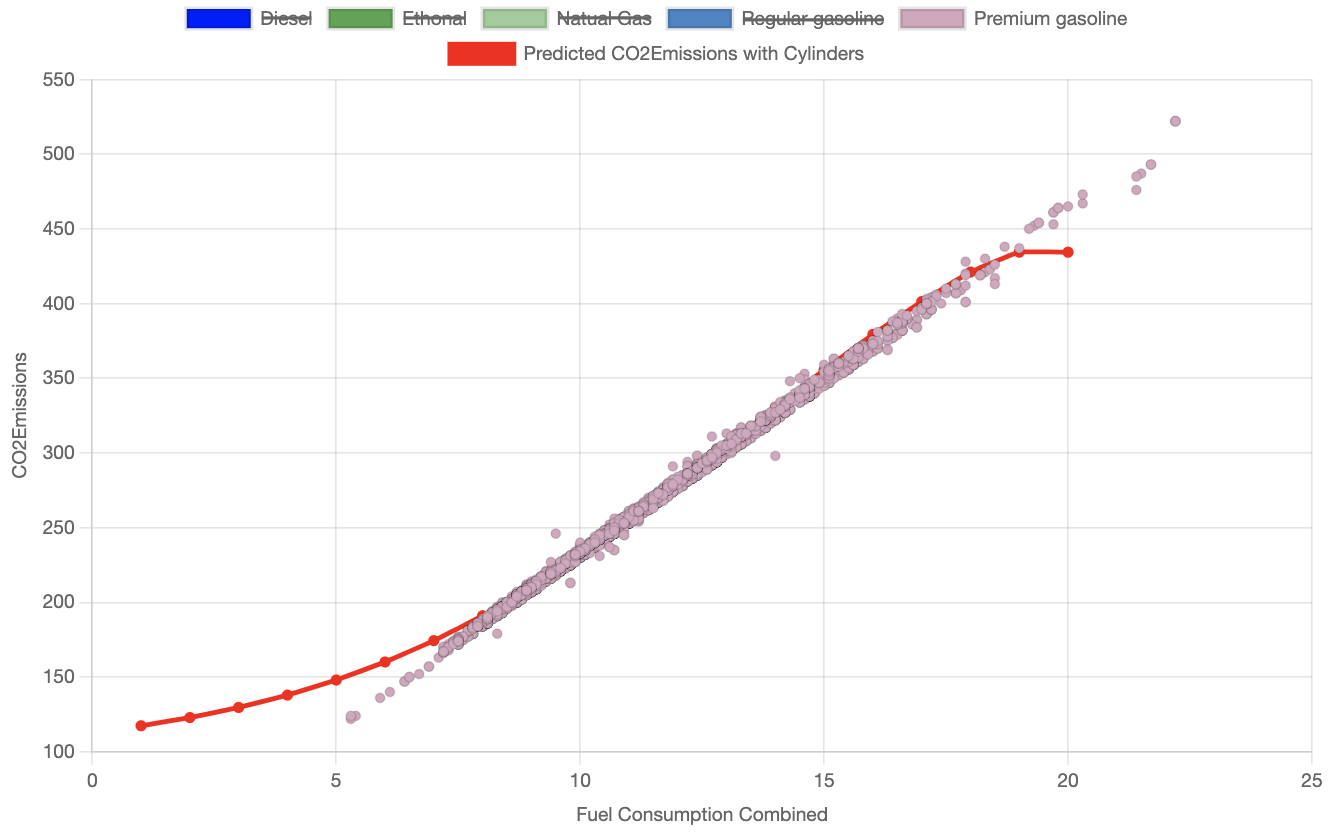 Diesel Ethonal Natual Gas Regular gasoline Premium gasoline
Predicted CO2Emissions with Cylinders
550
500
450
400
350
300
250
200
150
100
CO2Emissions
0 5 10 15 20 25
Fuel Consumption Combined